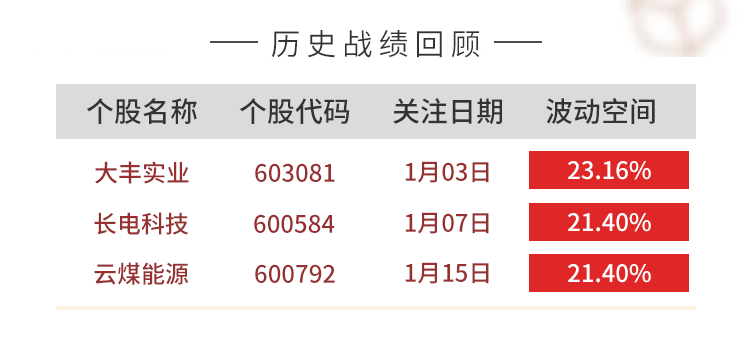 历史战绩回顾
个股名称 个股代码 关注日期 波动空间
大丰实业 603081 1月03日 23.16%
长电科技 600584 1月07日 21.40%
云煤能源 600792 1月15日 21.40%